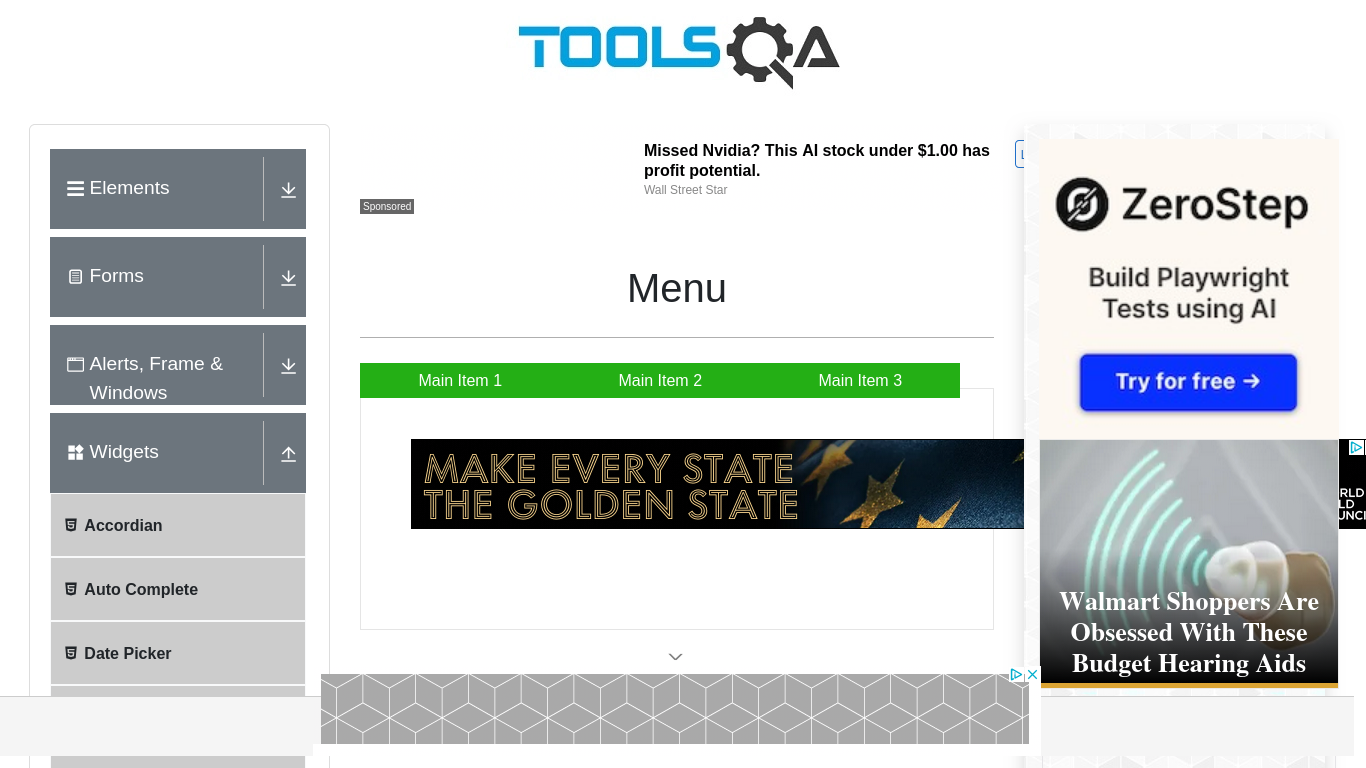 TOOLSQA
Elements
Forms
Alerts, Frame &
Windows
Widgets
Accordian
Auto Complete
Date Picker
Missed Nvidia? This AI stock under $1.00 has
profit potential.
Wall Street Star
Sponsored
Menu
Main Item 1
Main Item 2
Main Item 3
MAKE EVERY STATE
THE GOLDEN STATE
ZeroStep
Build Playwright
Tests using AI
Try for free →
Walmart Shoppers Are
Obsessed With These
Budget Hearing Aids